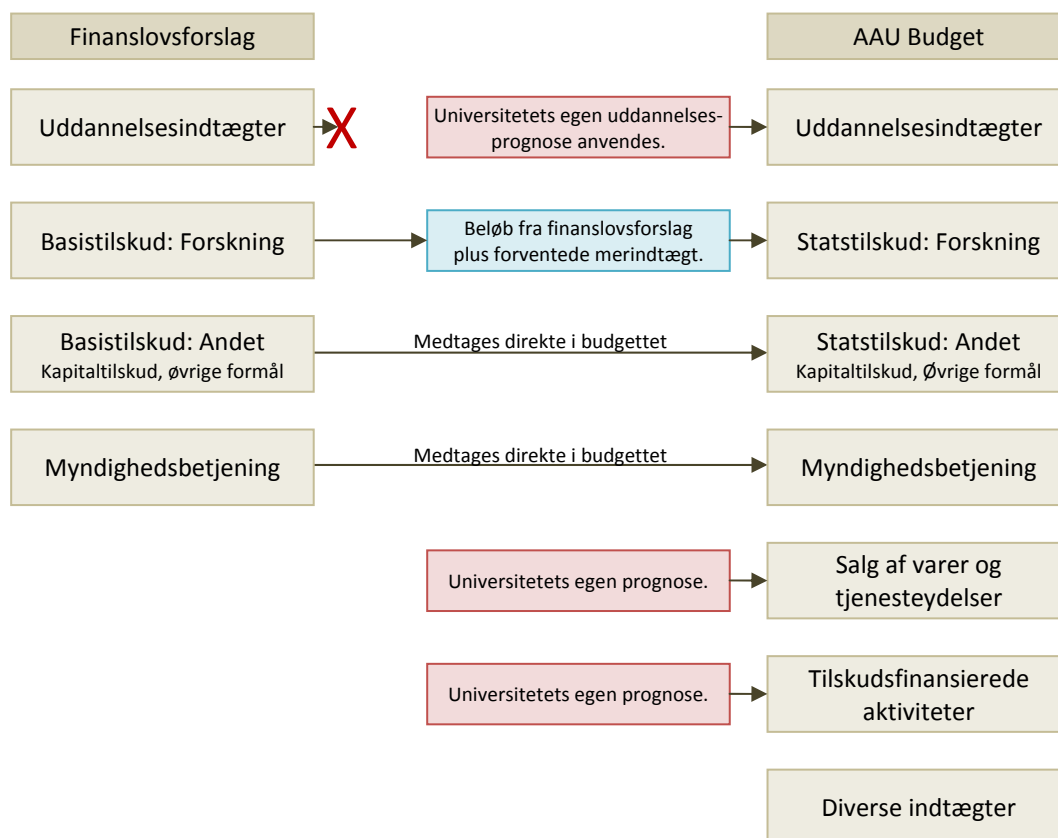 Finanslovsforslag
AAU Budget
Uddannelsesindtægter
X
Universitetets egen uddannelses-
prognose anvendes.
Uddannelsesindtægter
Basistilskud: Forskning
Beløb fra finanslovsforslag
plus forventede merindtægt.
Statstilskud: Forskning
Basistilskud: Andet
Kapitaltilskud, øvrige formål
Medtages direkte i budgettet
Statstilskud: Andet
Kapitaltilskud, Øvrige formål
Myndighedsbetjening
Medtages direkte i budgettet
Myndighedsbetjening
Universitetets egen prognose.
Salg af varer og
tjenesteydelser
Universitetets egen prognose.
Tilskudsfinansierede
aktiviteter
Diverse indtægter